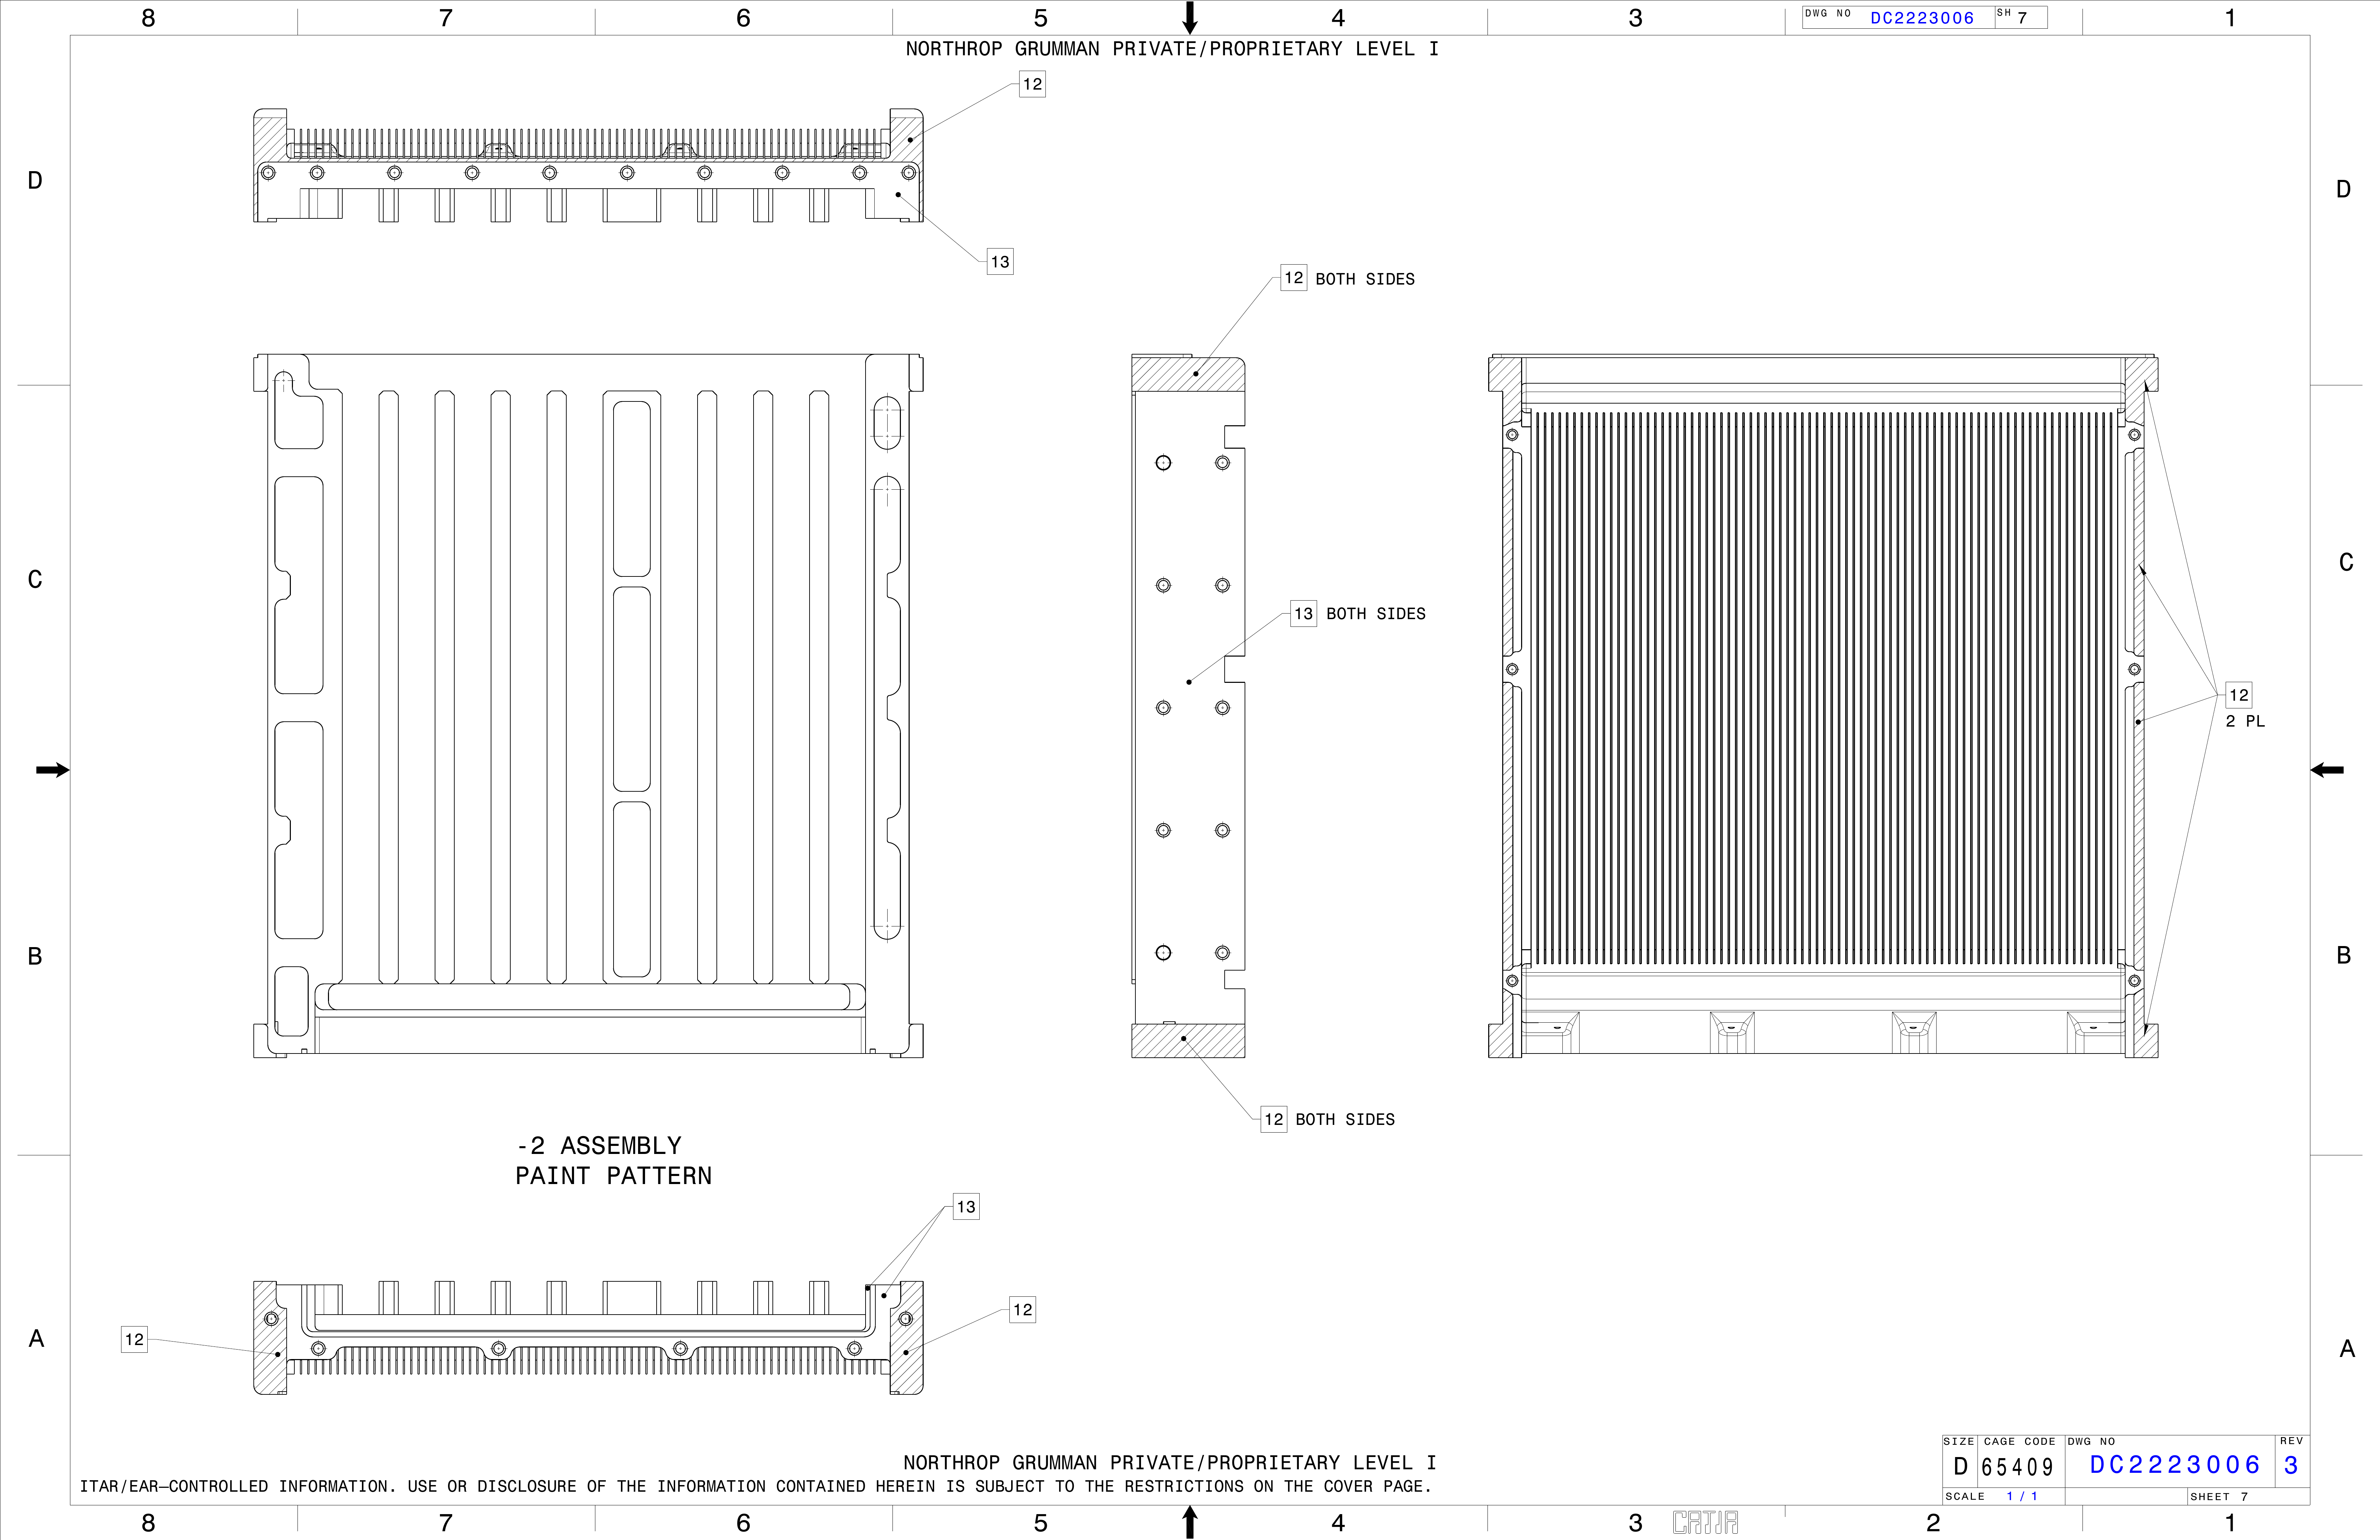 8 7 6 5 4 3 1
DWG NO DC2223006 SH 7
NORTHROP GRUMMAN PRIVATE/PROPRIETARY LEVEL I
12
D D
13
12 BOTH SIDES
C C
13 BOTH SIDES
12
2 PL
B B
12 BOTH SIDES
-2 ASSEMBLY
PAINT PATTERN
13
12
12
A A
SIZE CAGE CODE DWG NO REV
D 65409 DC2223006 3
SCALE 1 / 1 SHEET 7
NORTHROP GRUMMAN PRIVATE/PROPRIETARY LEVEL I
ITAR/EAR–CONTROLLED INFORMATION. USE OR DISCLOSURE OF THE INFORMATION CONTAINED HEREIN IS SUBJECT TO THE RESTRICTIONS ON THE COVER PAGE.
8 7 6 5 4 3 CATIA 2 1